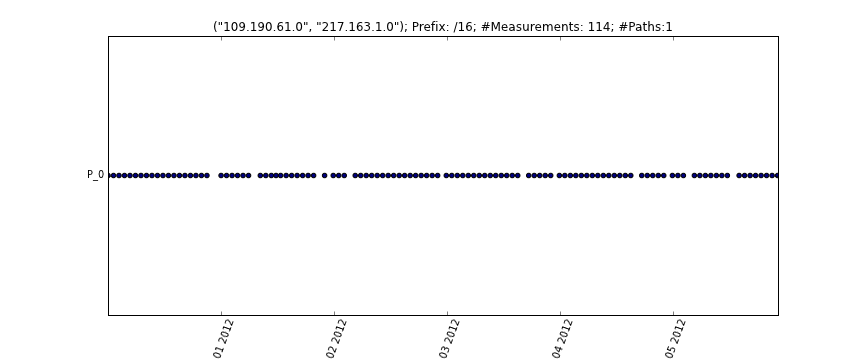 ("109.190.61.0", "217.163.1.0"); Prefix: /16; #Measurements: 114; #Paths:1
P_0
01 2012
02 2012
03 2012
04 2012
05 2012